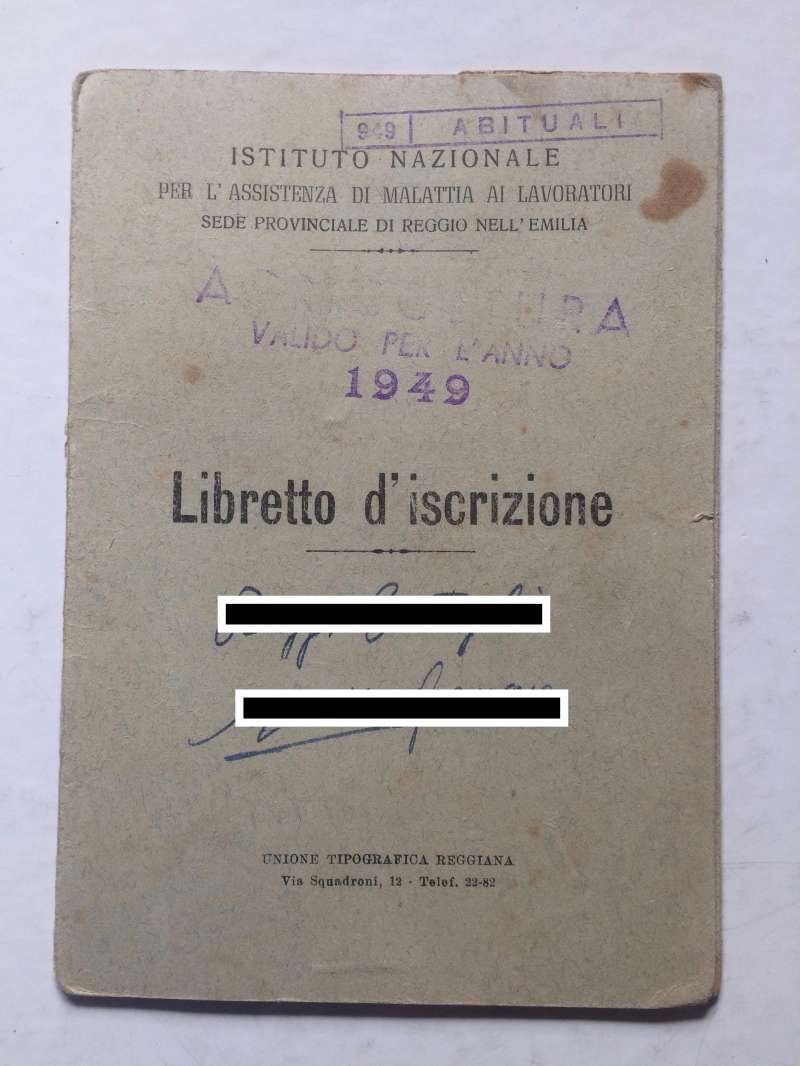 949 ABITUALI
ISTITUTO NAZIONALE
PER L'ASSISTENZA DI MALATTIA AI LAVORATORI
SEDE PROVINCIALE DI REGGIO NELL'EMILIA
AGRICOLTURA
VALIDO PER L'ANNO
1949
Libretto d'iscrizione
UNIONE TIPOGRAFICA REGGIANA
Via Squadroni, 12 - Telef. 22-82